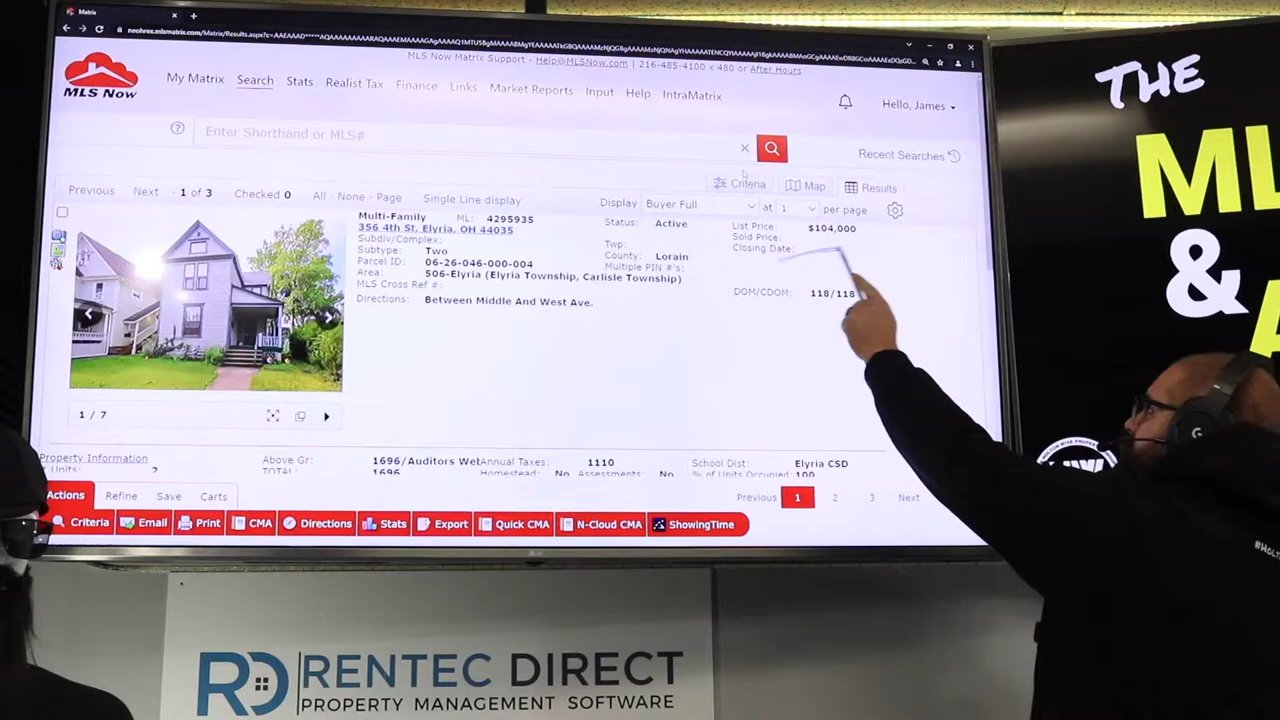 Matrix
MLS Now Matrix Support - Help@MLSNow.com | 216-485-4100 x 480 or After Hours
MLS Now
My Matrix Search Stats Realist Tax Finance Links Market Reports Input Help IntraMatrix
Hello, James
Enter Shorthand or MLS#
Recent Searches
Criteria Map Results
Previous Next · 1 of 3 Checked 0 All · None · Page Single Line display Display Buyer Full at 1 per page
Multi-Family ML: 4295935 Status: Active List Price: $104,000
356 4th St, Elyria, OH 44035 Sold Price:
Subdiv/Complex: Twp: Closing Date:
Subtype: Two County: Lorain
Parcel ID: 06-26-046-000-004 Multiple PIN #'s:
Area: 506-Elyria (Elyria Township, Carlisle Township)
MLS Cross Ref #: DOM/CDOM: 118/118
Directions: Between Middle And West Ave.
1 / 7
Property Information Above Gr: 1696/Auditors Wet Annual Taxes: 1110 School Dist: Elyria CSD
Units: 2 TOTAL: 1696 Homestead: No Assessments: No % of Units Occupied: 100
Actions Refine Save Carts Previous 1 2 3 Next
Criteria Email Print CMA Directions Stats Export Quick CMA N-Cloud CMA ShowingTime
LG
THE
ML
&
A
RD RENTEC DIRECT
PROPERTY MANAGEMENT SOFTWARE